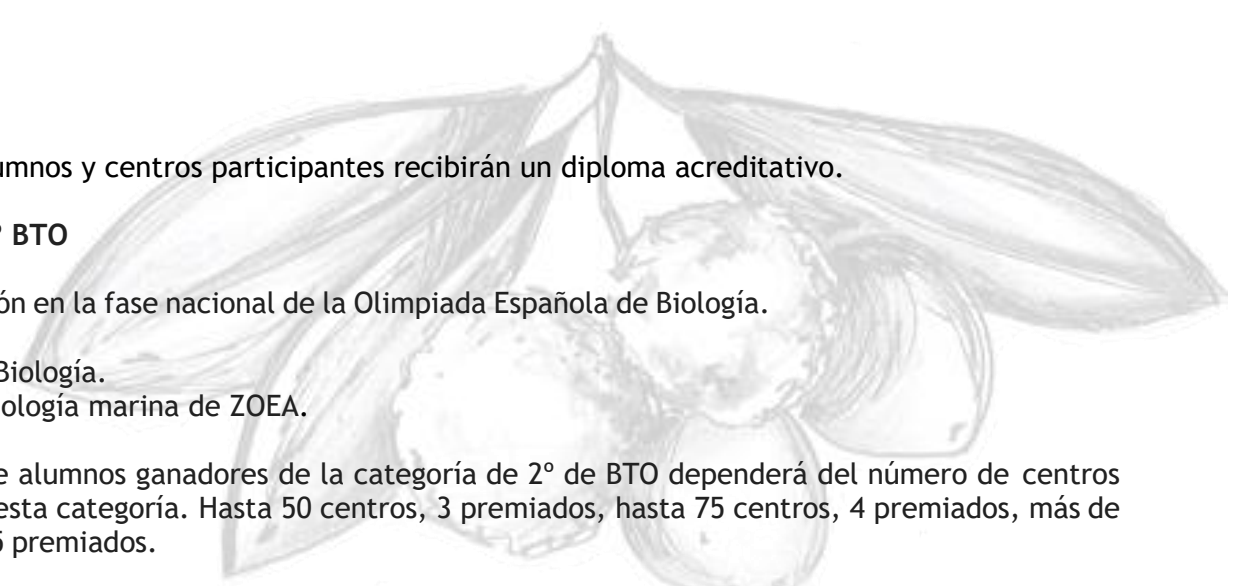 umnos y centros participantes recibirán un diploma acreditativo.
º BTO
ón en la fase nacional de la Olimpiada Española de Biología.
Biología.
ología marina de ZOEA.
e alumnos ganadores de la categoría de 2º de BTO dependerá del número de centros
esta categoría. Hasta 50 centros, 3 premiados, hasta 75 centros, 4 premiados, más de
premiados.